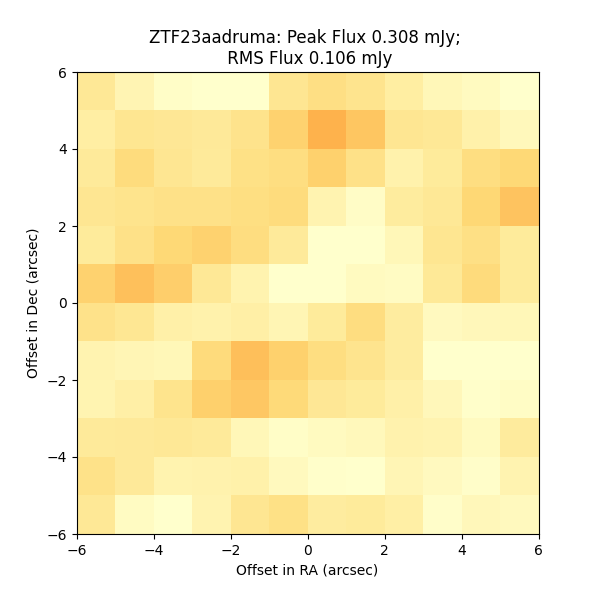 ZTF23aadruma: Peak Flux 0.308 mJy;
RMS Flux 0.106 mJy
6
4
2
0
−2
−4
−6
Offset in Dec (arcsec)
−6 −4 −2 0 2 4 6
Offset in RA (arcsec)